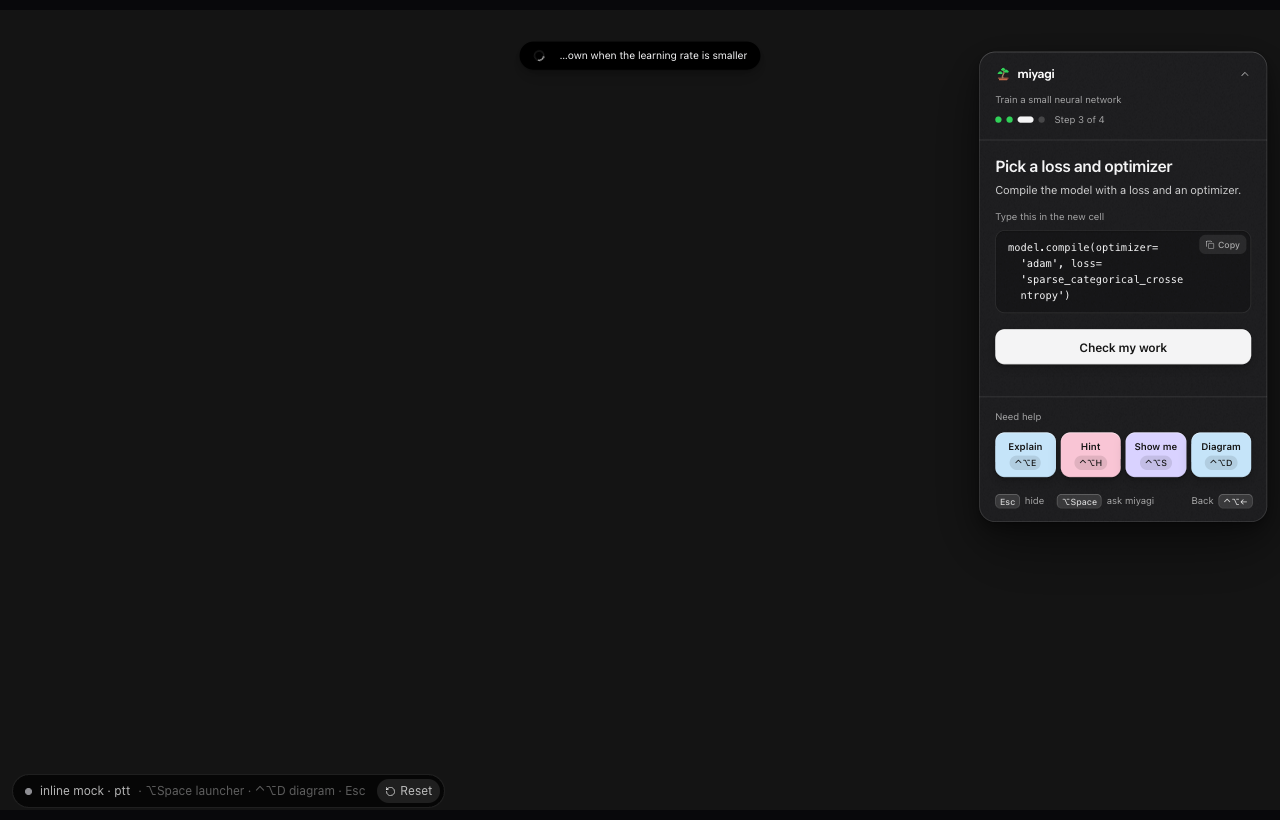 ...own when the learning rate is smaller
miyagi
Train a small neural network
Step 3 of 4
Pick a loss and optimizer
Compile the model with a loss and an optimizer.
Type this in the new cell
Copy
model.compile(optimizer=
'adam', loss=
'sparse_categorical_crosse
ntropy')
Check my work
Need help
Explain ⌃⌥E
Hint ⌃⌥H
Show me ⌃⌥S
Diagram ⌃⌥D
Esc hide ⌥Space ask miyagi Back ⌃⌥←
inline mock · ptt · ⌥Space launcher · ⌃⌥D diagram · Esc Reset